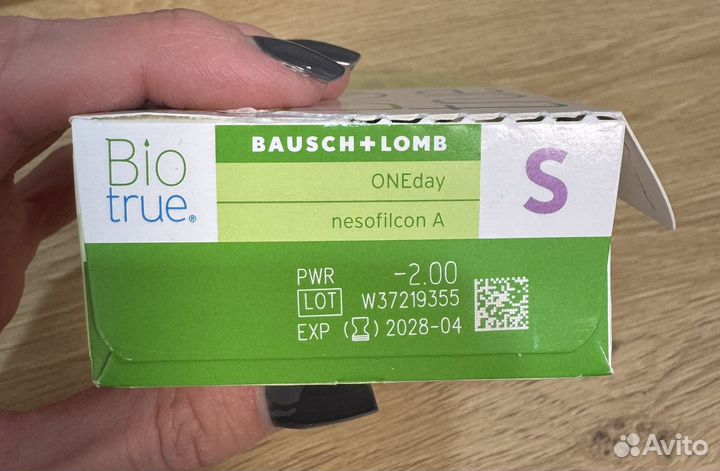 Bio
true®
BAUSCH+LOMB
ONEday
nesofilcon A
S
PWR -2.00
LOT W37219355
EXP 2028-04
Avito